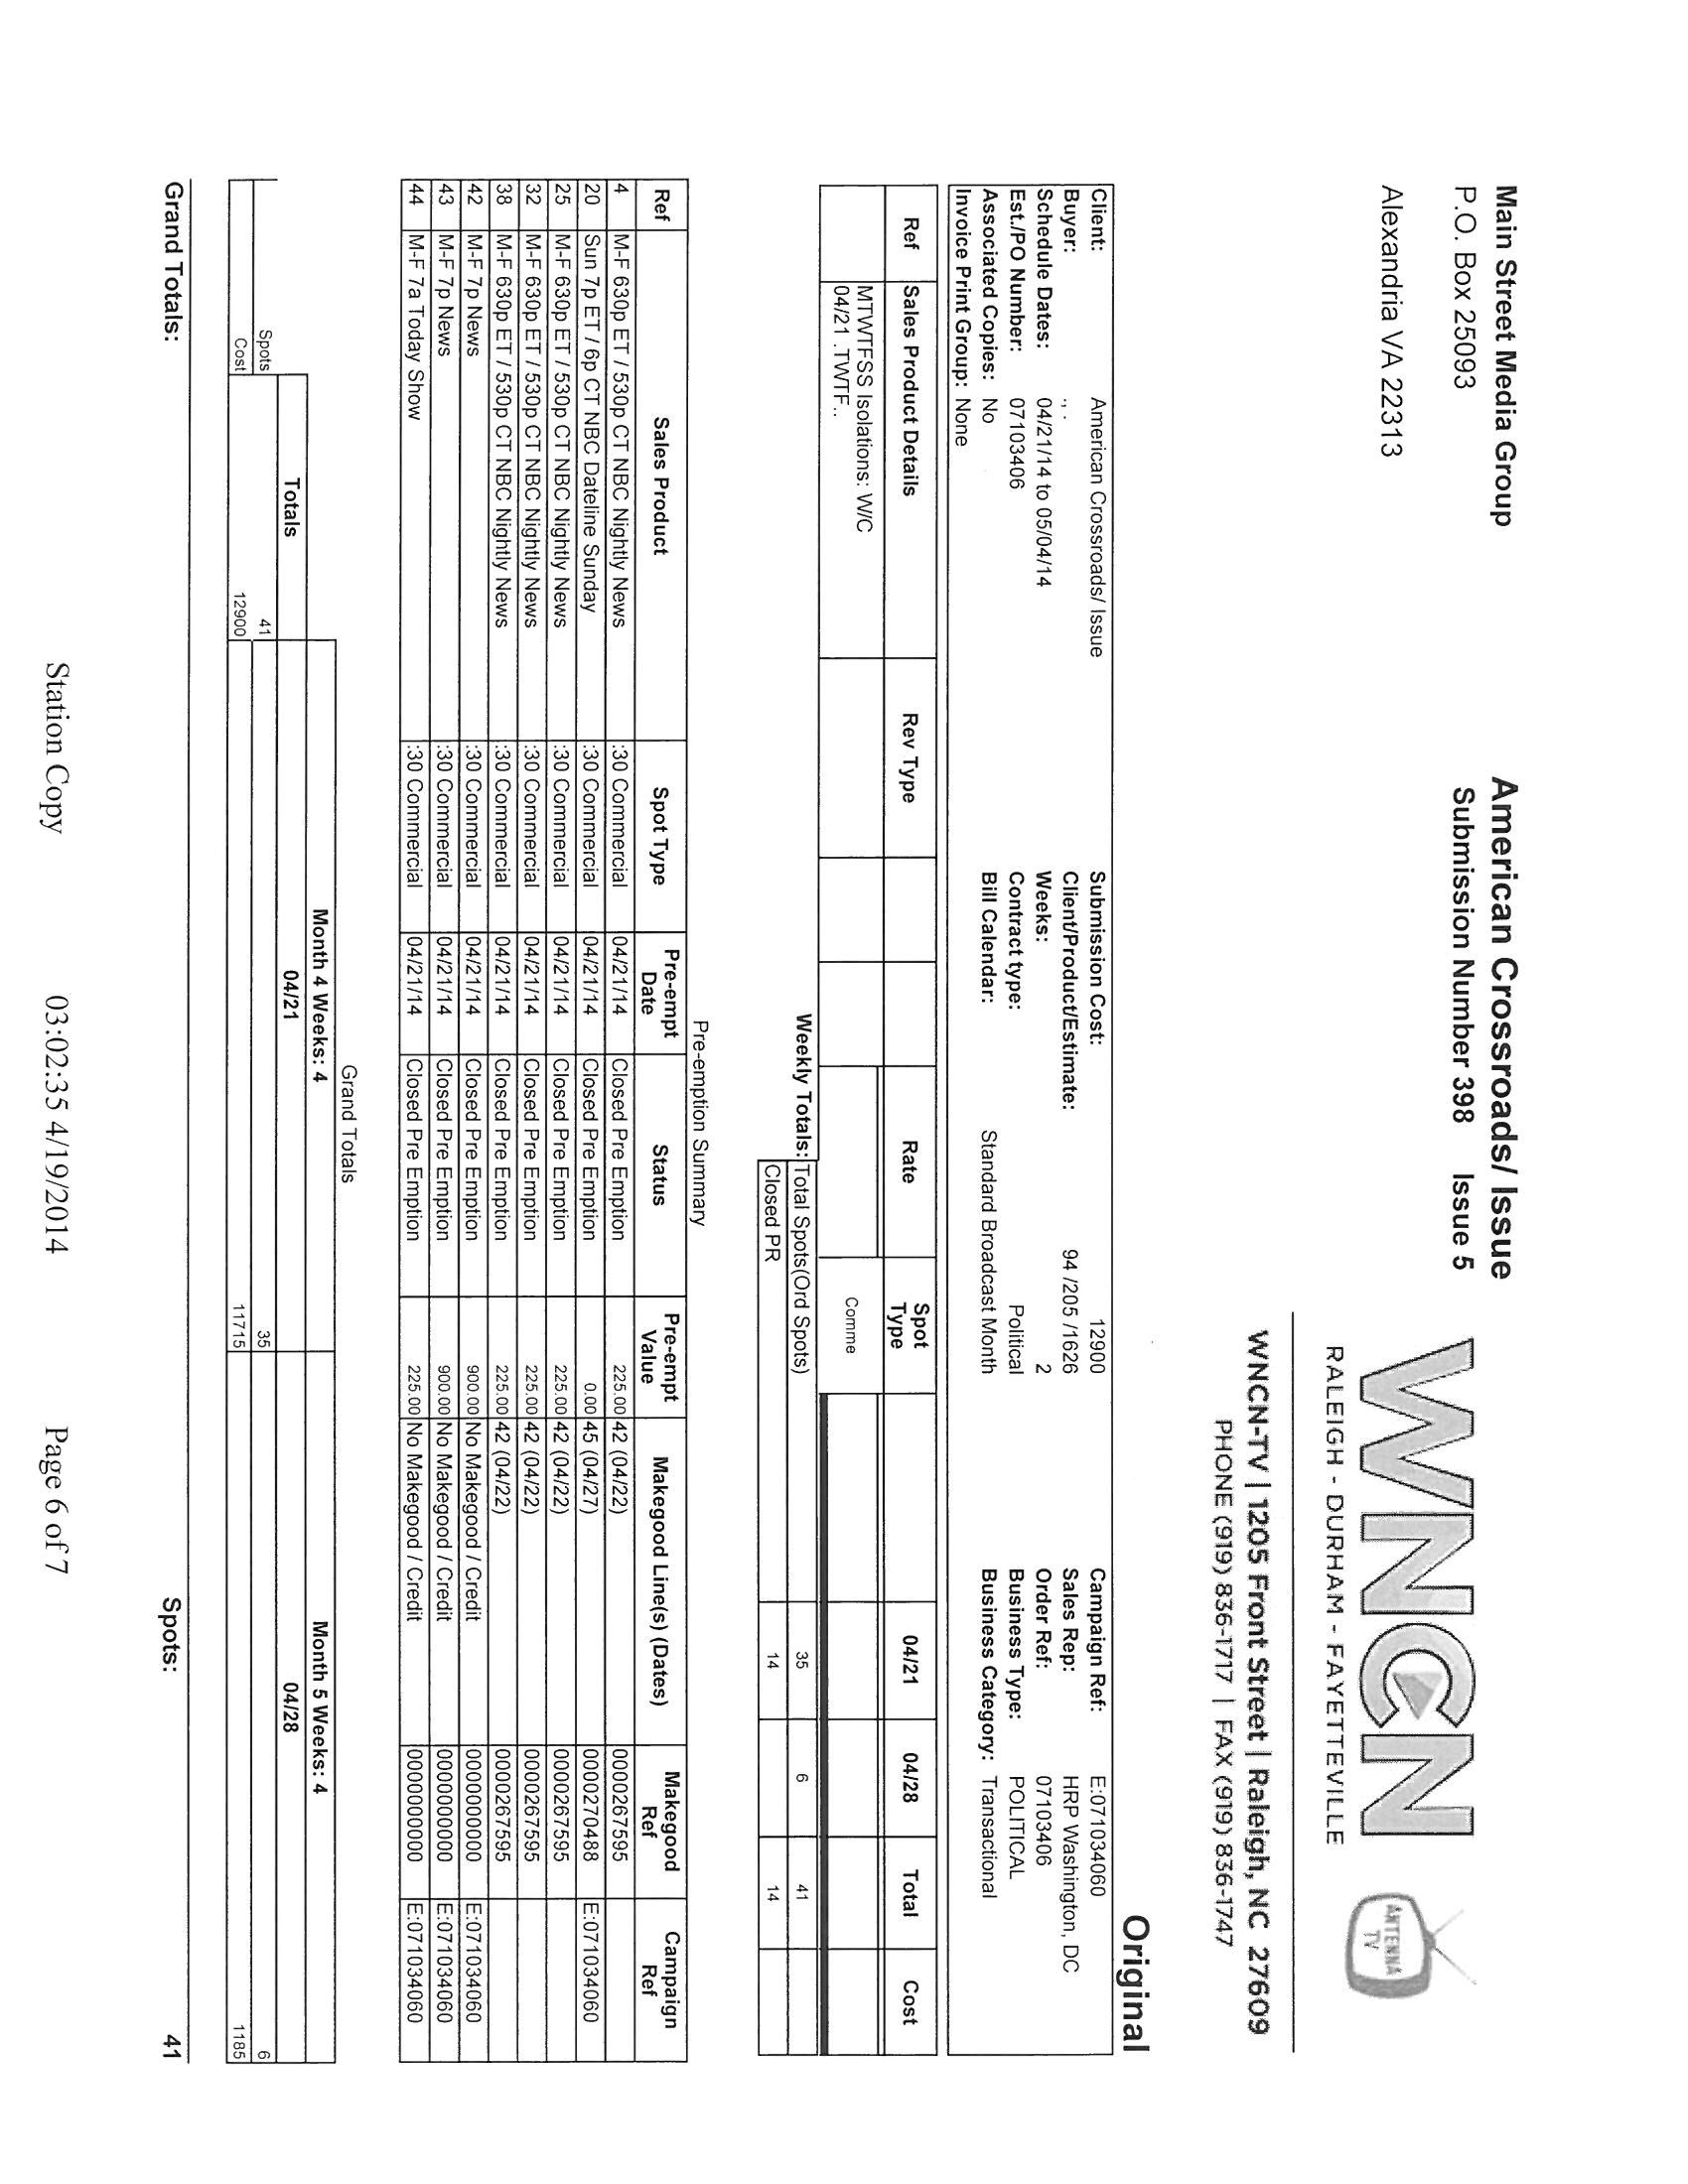 Main Street Media Group
P.O. Box 25093
Alexandria VA 22313
American Crossroads/ Issue
Submission Number 398 Issue 5
WNCN
RALEIGH - DURHAM - FAYETTEVILLE
ANTENNA
TV
WNCN-TV | 1205 Front Street | Raleigh, NC 27609
PHONE (919) 836-1717 | FAX (919) 836-1747
Original
Client: American Crossroads/ Issue Submission Cost: 12900 Campaign Ref: E:071034060
Buyer: ., . Client/Product/Estimate: 94 /205 /1626 Sales Rep: HRP Washington, DC
Schedule Dates: 04/21/14 to 05/04/14 Weeks: 2 Order Ref: 07103406
Est./PO Number: 07103406 Contract type: Political Business Type: POLITICAL
Associated Copies: No Bill Calendar: Standard Broadcast Month Business Category: Transactional
Invoice Print Group: None
Ref Sales Product Details Rev Type Rate Spot Type 04/21 04/28 Total Cost
MTWTFSS Isolations: W/C Comme
04/21 .TWTF..
Weekly Totals: Total Spots(Ord Spots) 35 6 41
Closed PR 14 14
Pre-emption Summary
Ref Sales Product Spot Type Pre-empt Date Status Pre-empt Value Makegood Line(s) (Dates) Makegood Ref Campaign Ref
4 M-F 630p ET / 530p CT NBC Nightly News :30 Commercial 04/21/14 Closed Pre Emption 225.00 42 (04/22) 0000267595
20 Sun 7p ET / 6p CT NBC Dateline Sunday :30 Commercial 04/21/14 Closed Pre Emption 0.00 45 (04/27) 0000270488 E:071034060
25 M-F 630p ET / 530p CT NBC Nightly News :30 Commercial 04/21/14 Closed Pre Emption 225.00 42 (04/22) 0000267595
32 M-F 630p ET / 530p CT NBC Nightly News :30 Commercial 04/21/14 Closed Pre Emption 225.00 42 (04/22) 0000267595
38 M-F 630p ET / 530p CT NBC Nightly News :30 Commercial 04/21/14 Closed Pre Emption 225.00 42 (04/22) 0000267595
42 M-F 7p News :30 Commercial 04/21/14 Closed Pre Emption 900.00 No Makegood / Credit 0000000000 E:071034060
43 M-F 7p News :30 Commercial 04/21/14 Closed Pre Emption 900.00 No Makegood / Credit 0000000000 E:071034060
44 M-F 7a Today Show :30 Commercial 04/21/14 Closed Pre Emption 225.00 No Makegood / Credit 0000000000 E:071034060
Grand Totals
Month 4 Weeks: 4 Month 5 Weeks: 4
Totals 04/21 04/28
Spots 41 35 6
Cost 12900 11715 1185
Grand Totals: Spots: 41
Station Copy 03:02:35 4/19/2014 Page 6 of 7